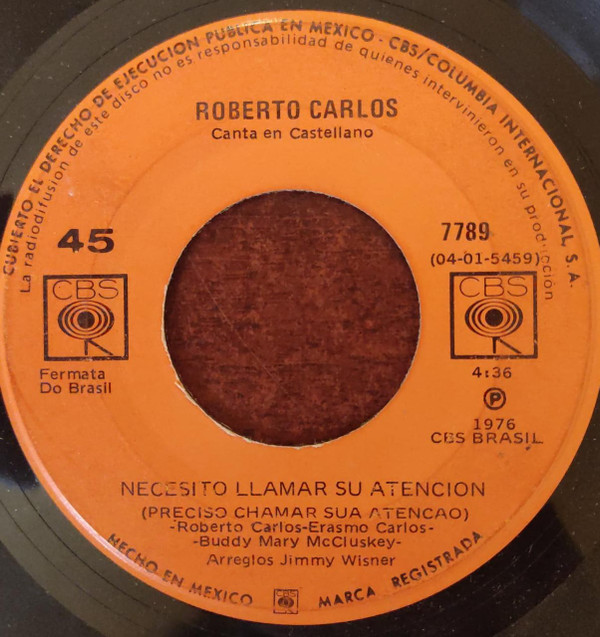 CUBIERTO EL DERECHO DE EJECUCION PUBLICA EN MEXICO - CBS/COLUMBIA INTERNACIONAL, S.A.
La radiodifusion de este disco no es responsabilidad de quienes intervinieron en su producción
ROBERTO CARLOS
Canta en Castellano
45
7789
(04-01-5459)
CBS
CBS
Fermata
Do Brasil
4:36
P
1976
CBS BRASIL
NECESITO LLAMAR SU ATENCION
(PRECISO CHAMAR SUA ATENCAO)
-Roberto Carlos-Erasmo Carlos-
-Buddy Mary McCluskey-
Arreglos Jimmy Wisner
HECHO EN MEXICO CBS MARCA REGISTRADA